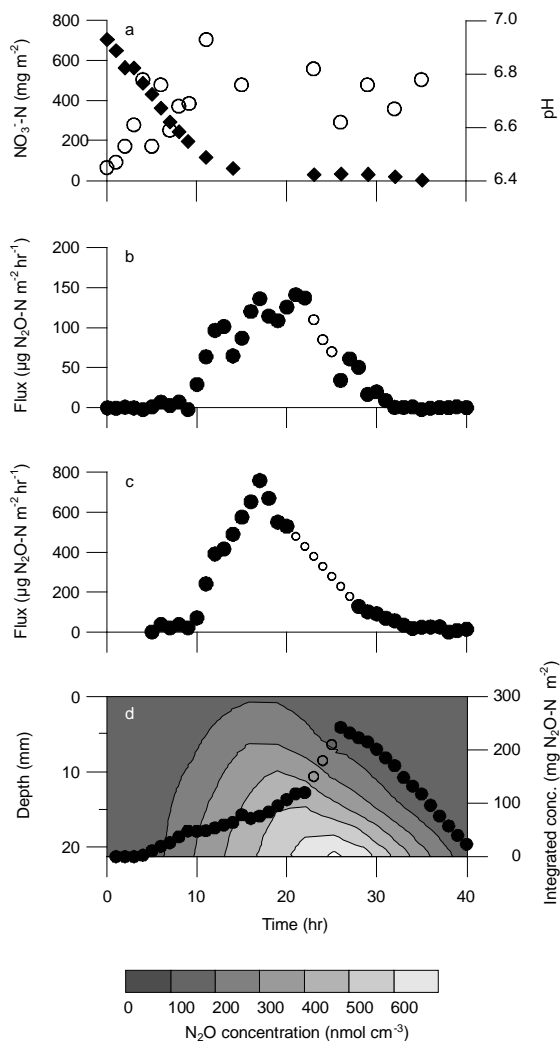 a
800
600
400
200
0
NO₃⁻-N (mg m⁻²)
7.0
6.8
6.6
6.4
pH
b
200
150
100
50
0
Flux (µg N₂O-N m⁻² hr⁻¹)
c
800
600
400
200
0
Flux (µg N₂O-N m⁻² hr⁻¹)
d
0
10
20
Depth (mm)
300
200
100
0
Integrated conc. (mg N₂O-N m⁻²)
0 10 20 30 40
Time (hr)
0 100 200 300 400 500 600
N₂O concentration (nmol cm⁻³)